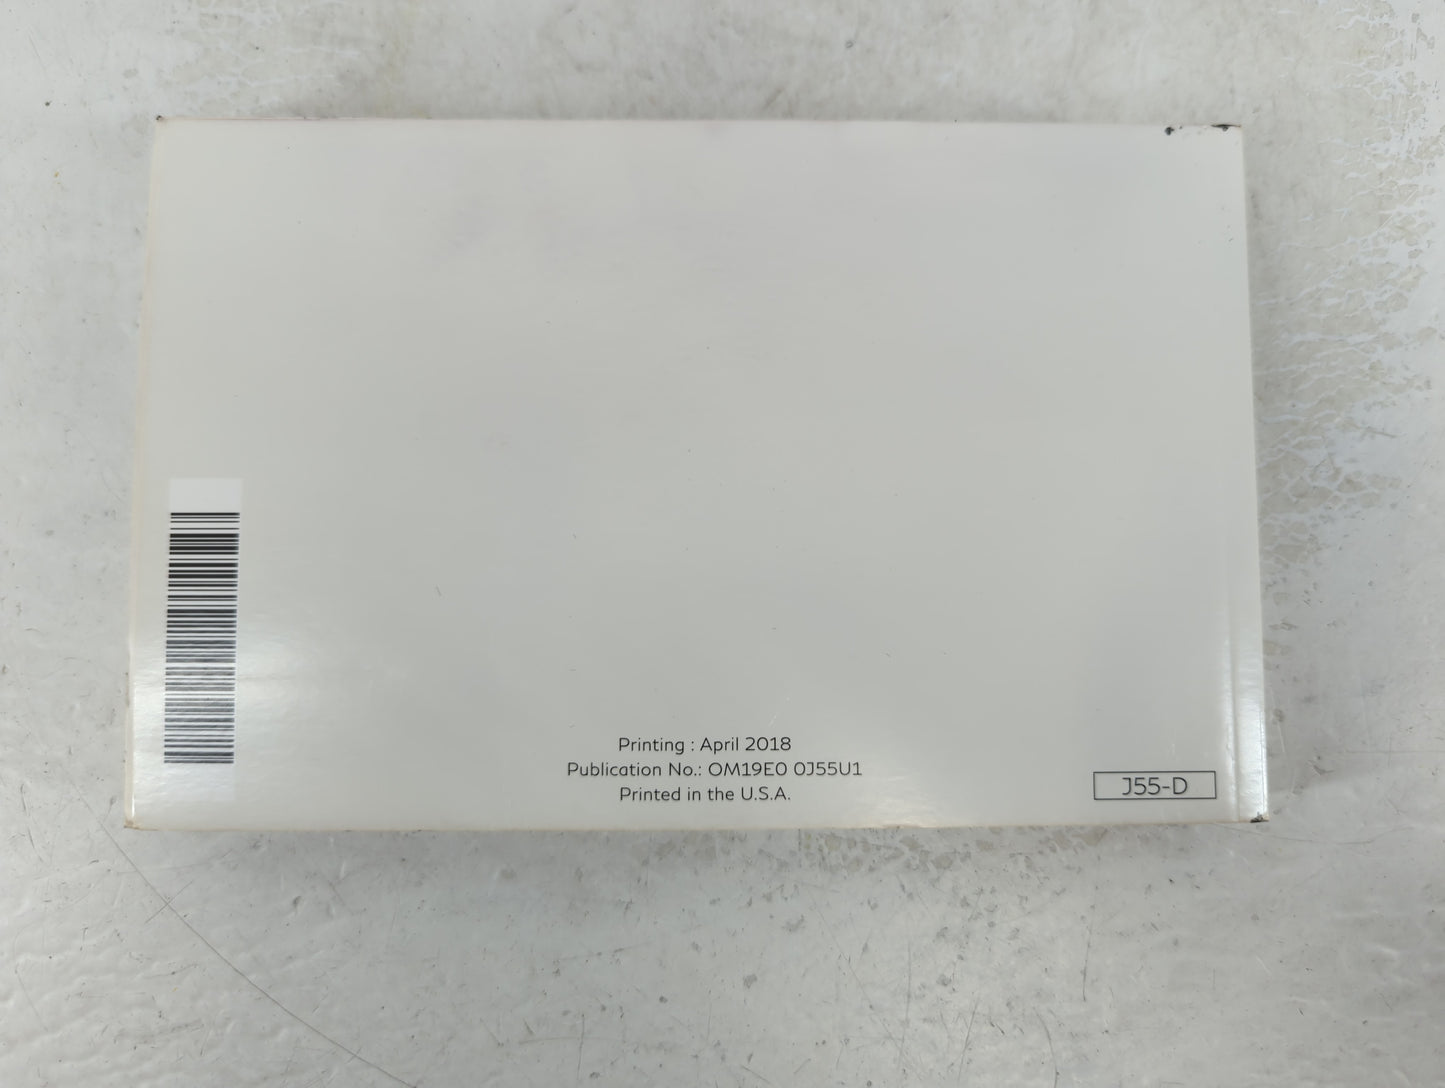 Printing : April 2018
Publication No.: OM19E0 0J55U1
Printed in the U.S.A.
J55-D